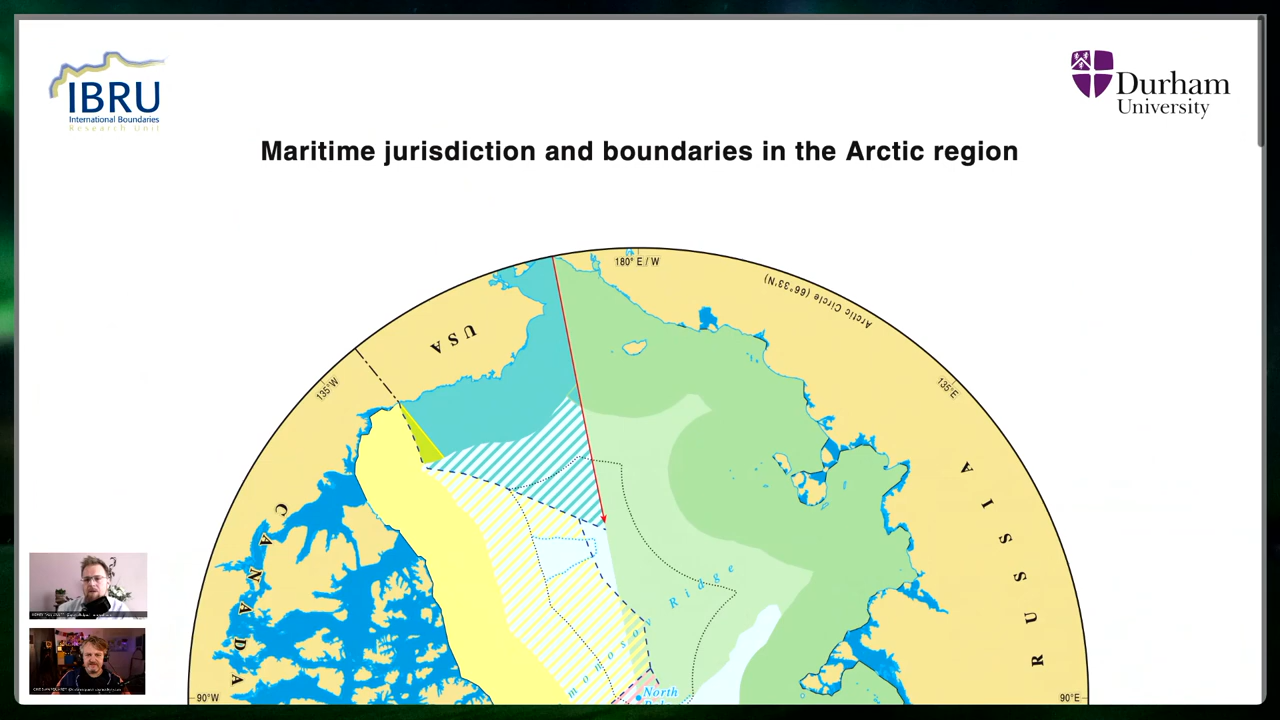 IBRU
International Boundaries
Research Unit
Durham
University
Maritime jurisdiction and boundaries in the Arctic region
180° E / W
Arctic Circle (66°33'N)
USA
135°W
135°E
CANADA
RUSSIA
Ridge
Lomonosov
North
90°W
90°E